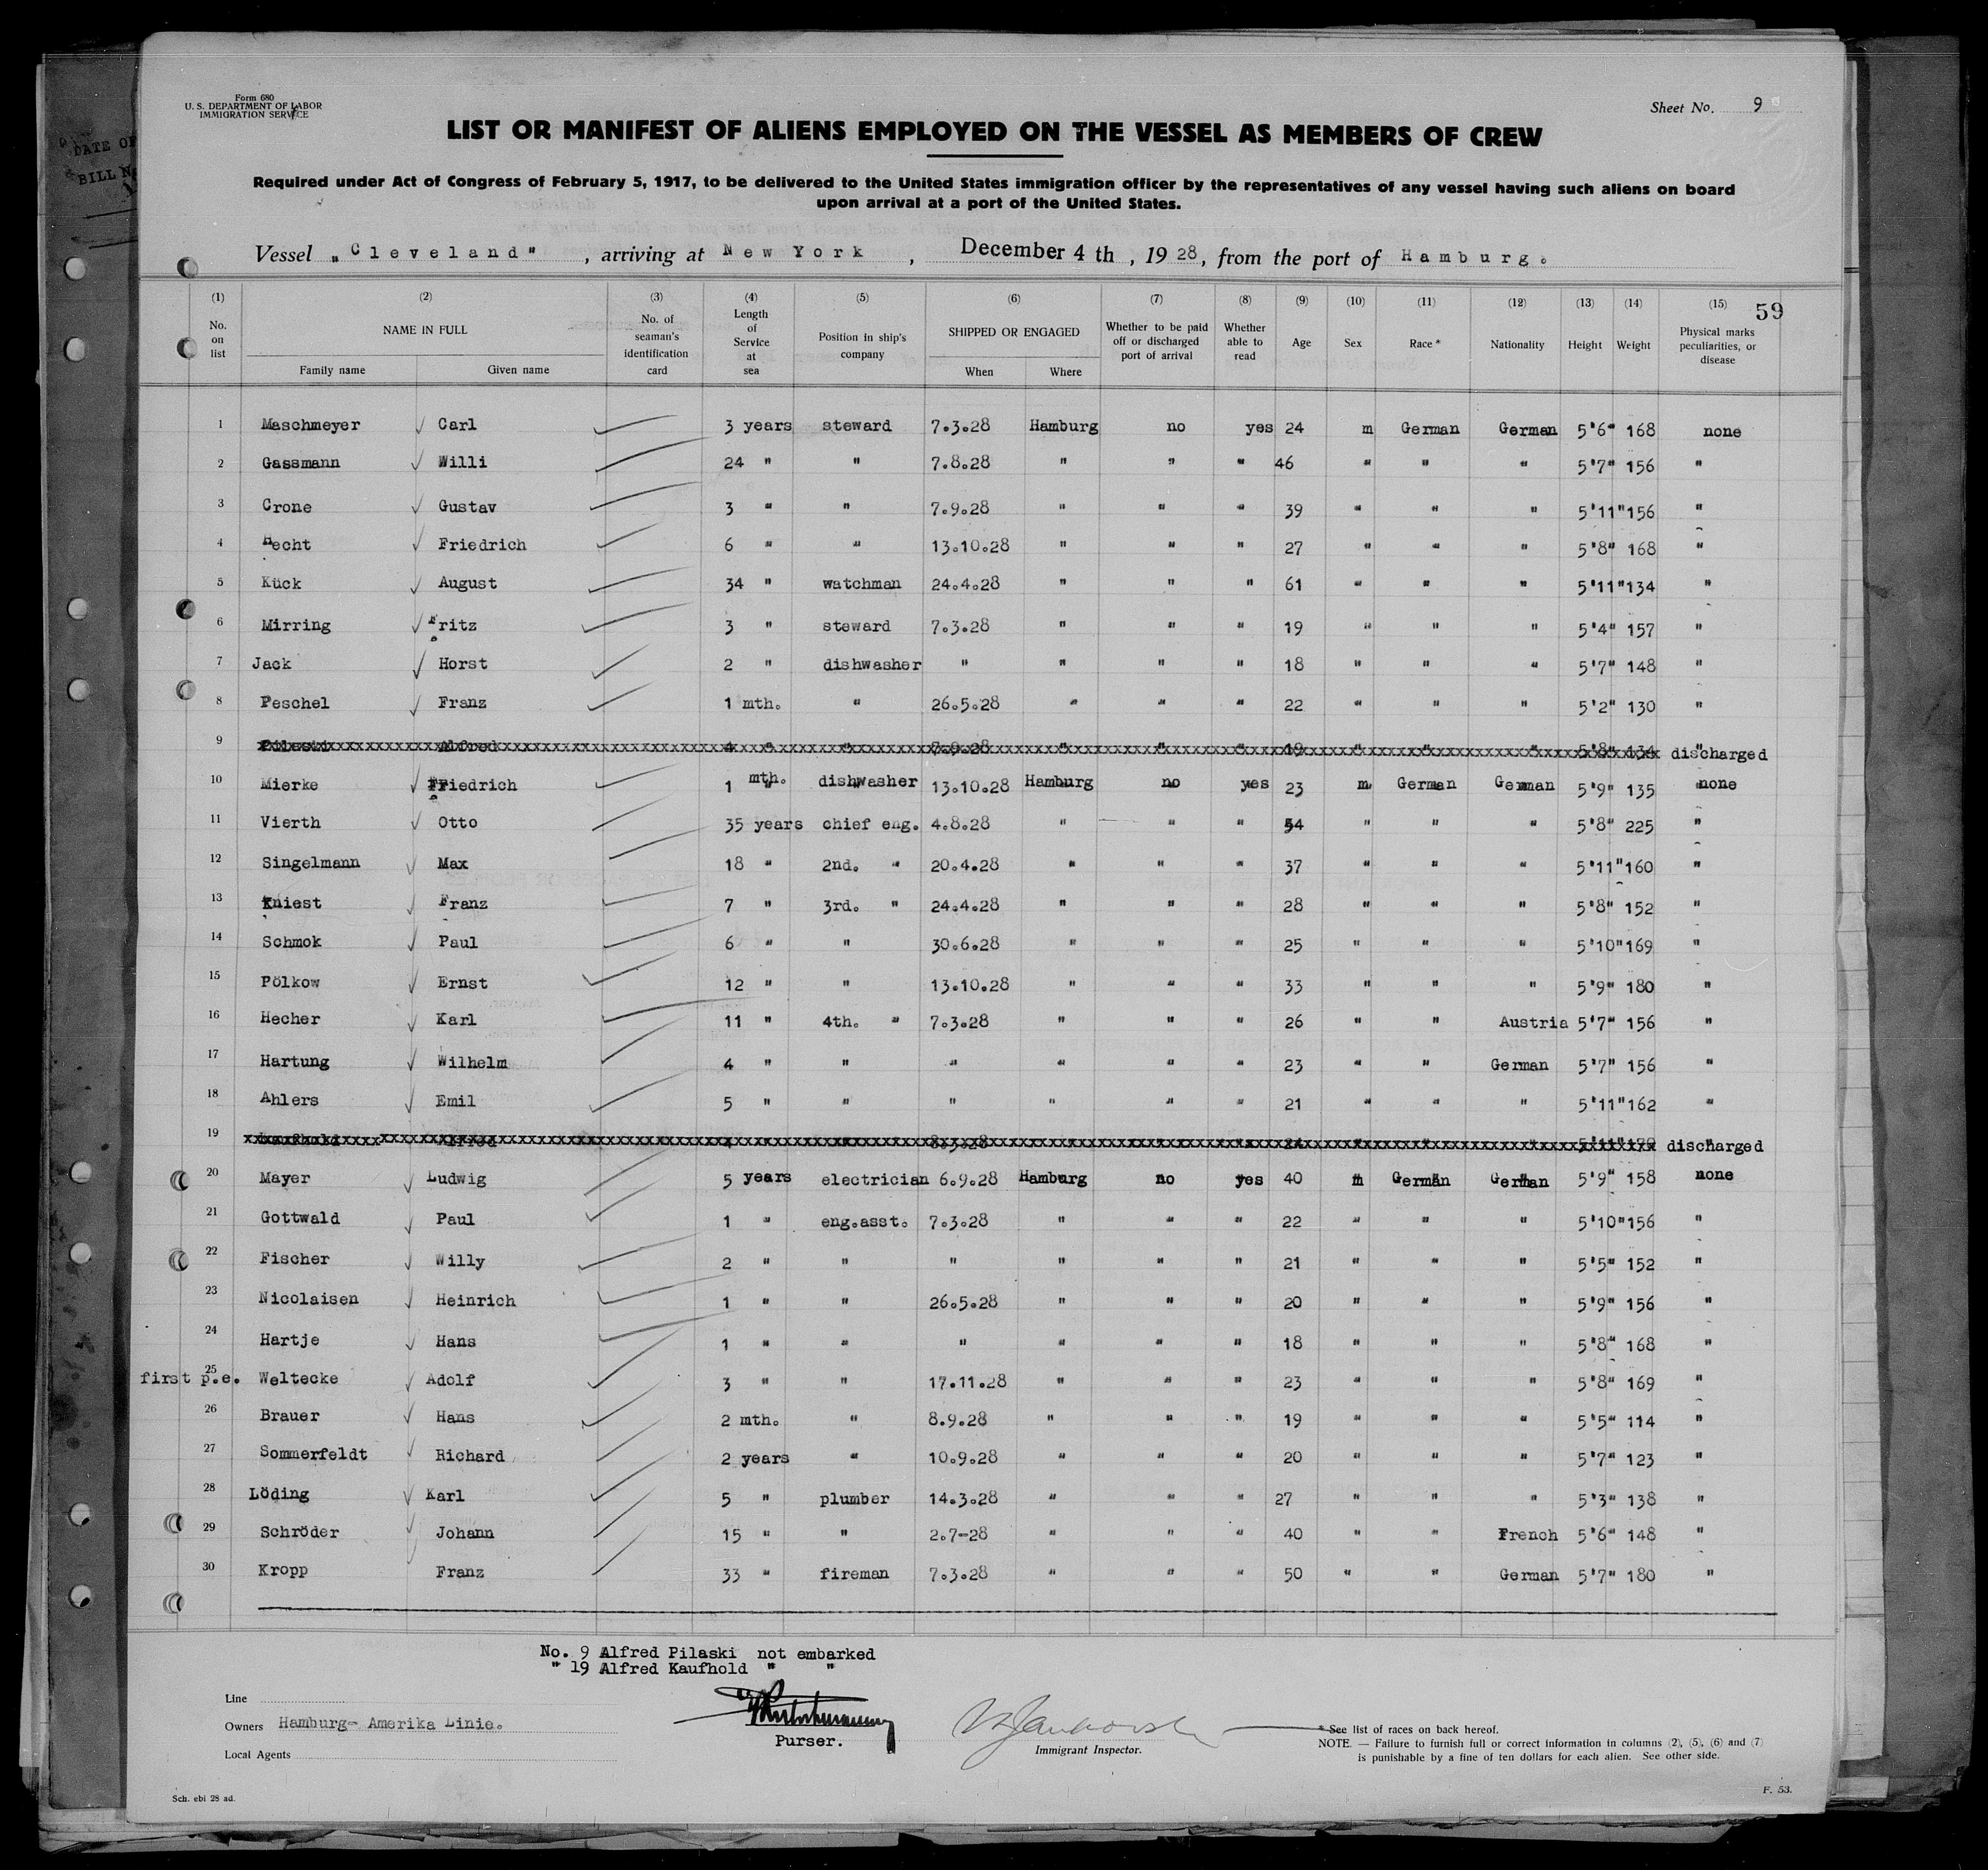 Form 680
U. S. DEPARTMENT OF LABOR
IMMIGRATION SERVICE
Sheet No. 9
DATE OF
BILL
LIST OR MANIFEST OF ALIENS EMPLOYED ON THE VESSEL AS MEMBERS OF CREW
Required under Act of Congress of February 5, 1917, to be delivered to the United States immigration officer by the representatives of any vessel having such aliens on board
upon arrival at a port of the United States.
Vessel „Cleveland", arriving at New York, December 4 th, 1928, from the port of Hamburg.
59
(1) (2) (3) (4) (5) (6) (7) (8) (9) (10) (11) (12) (13) (14) (15)
No. on list NAME IN FULL No. of seaman's identification card Length of Service at sea Position in ship's company SHIPPED OR ENGAGED Whether to be paid off or discharged port of arrival Whether able to read Age Sex Race * Nationality Height Weight Physical marks peculiarities, or disease
Family name Given name When Where
1 Maschmeyer Carl 3 years steward 7.3.28 Hamburg no yes 24 m German German 5'6" 168 none
2 Gassmann Willi 24 " " 7.8.28 " " " 46 " " " 5'7" 156 "
3 Crone Gustav 3 " " 7.9.28 " " " 39 " " " 5'11" 156 "
4 Hecht Friedrich 6 " " 13.10.28 " " " 27 " " " 5'8" 168 "
5 Kück August 34 " watchman 24.4.28 " " " 61 " " " 5'11" 134 "
6 Mirring Fritz 3 " steward 7.3.28 " " " 19 " " " 5'4" 157 "
7 Jack Horst 2 " dishwasher " " " " 18 " " " 5'7" 148 "
8 Peschel Franz 1 mth. " 26.5.28 " " " 22 " " " 5'2" 130 "
9 Pilaski Alfred 4 " " 7.9.28 " " " 19 " " " 5'8" 134 " discharged
10 Mierke Friedrich 1 mth. dishwasher 13.10.28 Hamburg no yes 23 m German German 5'9" 135 none
11 Vierth Otto 35 years chief eng. 4.8.28 " " " 54 " " " 5'8" 225 "
12 Singelmann Max 18 " 2nd. " 20.4.28 " " " 37 " " " 5'11" 160 "
13 Kniest Franz 7 " 3rd. " 24.4.28 " " " 28 " " " 5'8" 152 "
14 Schmok Paul 6 " " 30.6.28 " " " 25 " " " 5'10" 169 "
15 Pölkow Ernst 12 " " 13.10.28 " " " 33 " " " 5'9" 180 "
16 Hecher Karl 11 " 4th. " 7.3.28 " " " 26 " " Austria 5'7" 156 "
17 Hartung Wilhelm 4 " " " " " " 23 " " German 5'7" 156 "
18 Ahlers Emil 5 " " " " " " 21 " " " 5'11" 162 "
19 Kaufhold Alfred 8.3.28 24 5'11" discharged
20 Mayer Ludwig 5 years electrician 6.9.28 Hamburg no yes 40 m German German 5'9" 158 none
21 Gottwald Paul 1 " eng.asst. 7.3.28 " " " 22 " " " 5'10" 156 "
22 Fischer Willy 2 " " " " " " 21 " " " 5'5" 152 "
23 Nicolaisen Heinrich 1 " " 26.5.28 " " " 20 " " " 5'9" 156 "
24 Hartje Hans 1 " " " " " " 18 " " " 5'8" 168 "
first p.e. 25 Weltecke Adolf 3 " " 17.11.28 " " " 23 " " " 5'8" 169 "
26 Brauer Hans 2 mth. " 8.9.28 " " " 19 " " " 5'5" 114 "
27 Sommerfeldt Richard 2 years " 10.9.28 " " " 20 " " " 5'7" 123 "
28 Löding Karl 5 " plumber 14.3.28 " " " 27 " " " 5'3" 138 "
29 Schröder Johann 15 " " 2.7-28 " " " 40 " " French 5'6" 148 "
30 Kropp Franz 33 " fireman 7.3.28 " " " 50 " " German 5'7" 180 "
No. 9 Alfred Pilaski not embarked
" 19 Alfred Kaufhold " "
Line
Owners Hamburg- Amerika Linie.
Local Agents
Purser.
Immigrant Inspector.
* See list of races on back hereof.
NOTE. — Failure to furnish full or correct information in columns (2), (5), (6) and (7)
is punishable by a fine of ten dollars for each alien. See other side.
Sch. ebi 28 ad.
F. 53.